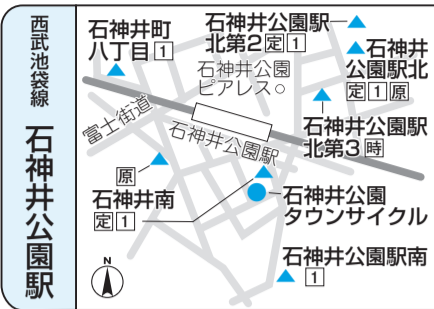 西武池袋線
石神井公園駅
石神井町
八丁目 1
石神井公園駅
北第2 定 1
石神井
公園駅北
定 1 原
石神井公園
ピアレス
富士街道
石神井公園駅
石神井公園駅
北第3 時
原
石神井南
定 1
石神井公園
タウンサイクル
石神井公園駅南
1
N